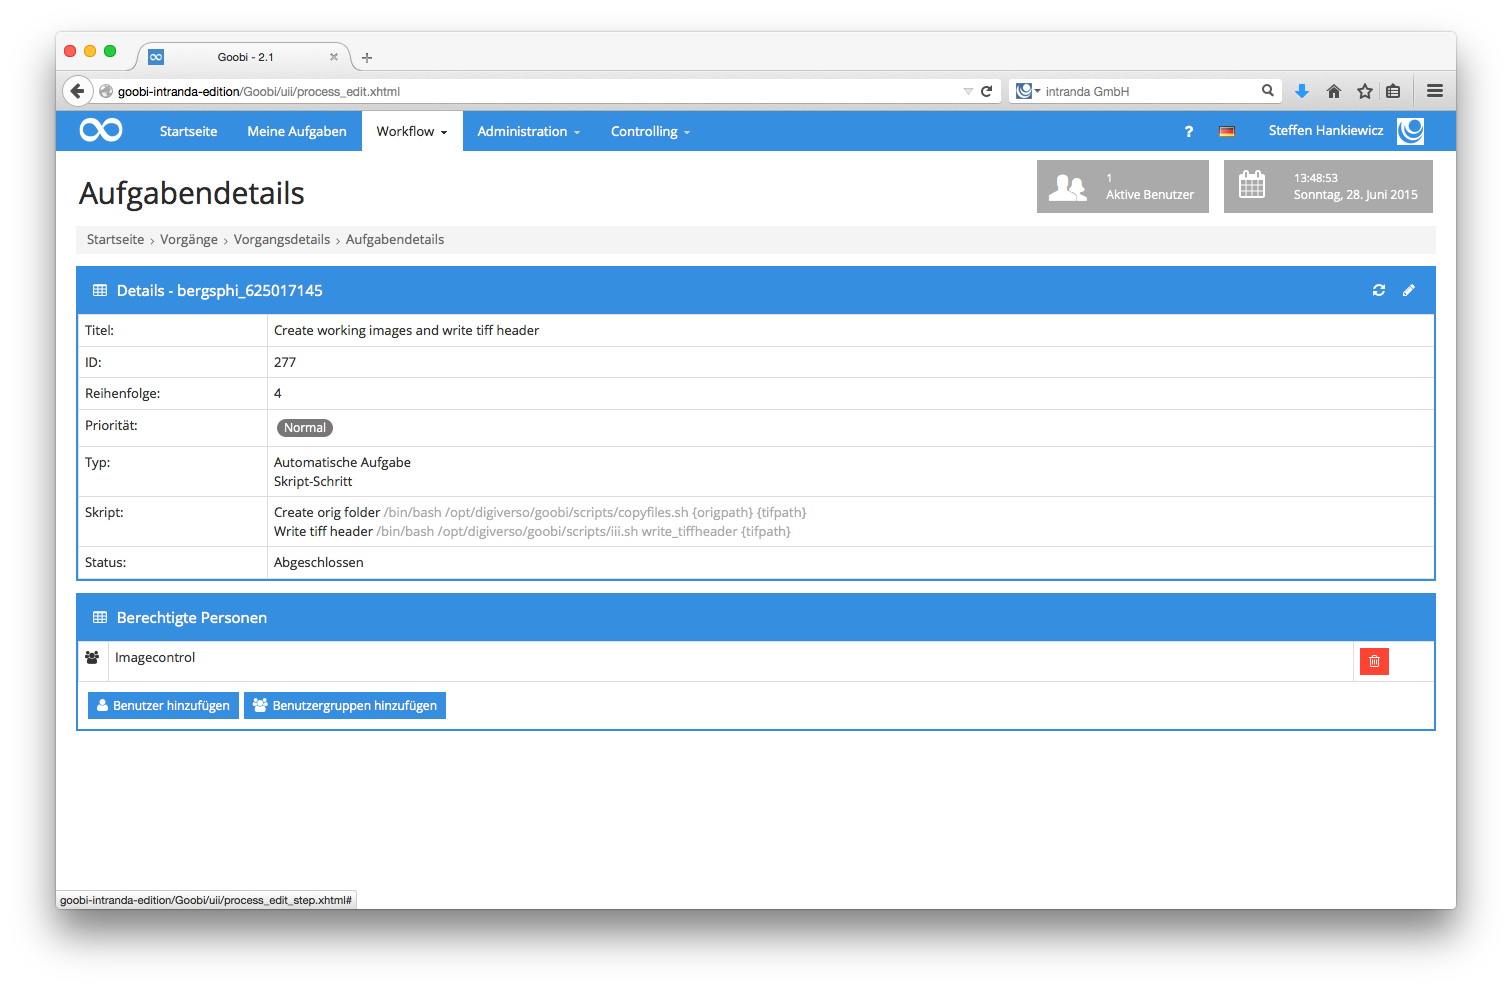 Goobi - 2.1
goobi-intranda-edition/Goobi/uii/process_edit.xhtml
intranda GmbH
Startseite Meine Aufgaben Workflow Administration Controlling ? Steffen Hankiewicz
Aufgabendetails
1
Aktive Benutzer
13:48:53
Sonntag, 28. Juni 2015
Startseite › Vorgänge › Vorgangsdetails › Aufgabendetails
Details - bergsphi_625017145
Titel: Create working images and write tiff header
ID: 277
Reihenfolge: 4
Priorität: Normal
Typ: Automatische Aufgabe
Skript-Schritt
Skript: Create orig folder /bin/bash /opt/digiverso/goobi/scripts/copyfiles.sh {origpath} {tifpath}
Write tiff header /bin/bash /opt/digiverso/goobi/scripts/iii.sh write_tiffheader {tifpath}
Status: Abgeschlossen
Berechtigte Personen
Imagecontrol
Benutzer hinzufügen Benutzergruppen hinzufügen
goobi-intranda-edition/Goobi/uii/process_edit_step.xhtml#